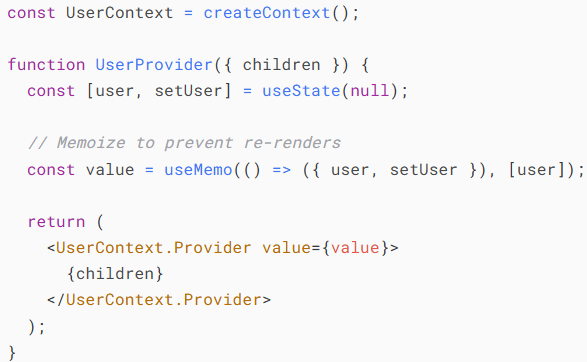 const UserContext = createContext();

function UserProvider({ children }) {
  const [user, setUser] = useState(null);

  // Memoize to prevent re-renders
  const value = useMemo(() => ({ user, setUser }), [user]);

  return (
    <UserContext.Provider value={value}>
      {children}
    </UserContext.Provider>
  );
}